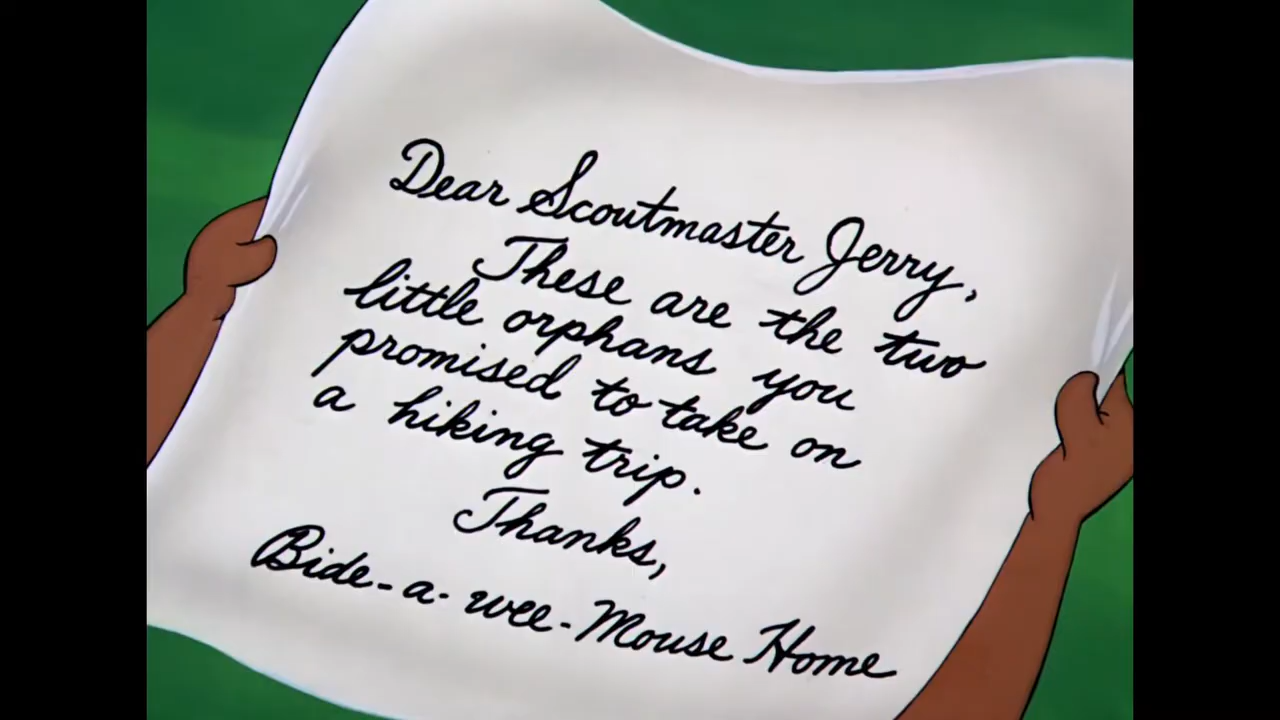 Dear Scoutmaster Jerry,
These are the two
little orphans you
promised to take on
a hiking trip.
Thanks,
Bide-a-wee-Mouse Home